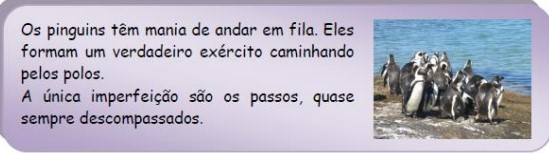 Os pinguins têm mania de andar em fila. Eles
formam um verdadeiro exército caminhando
pelos polos.
A única imperfeição são os passos, quase
sempre descompassados.